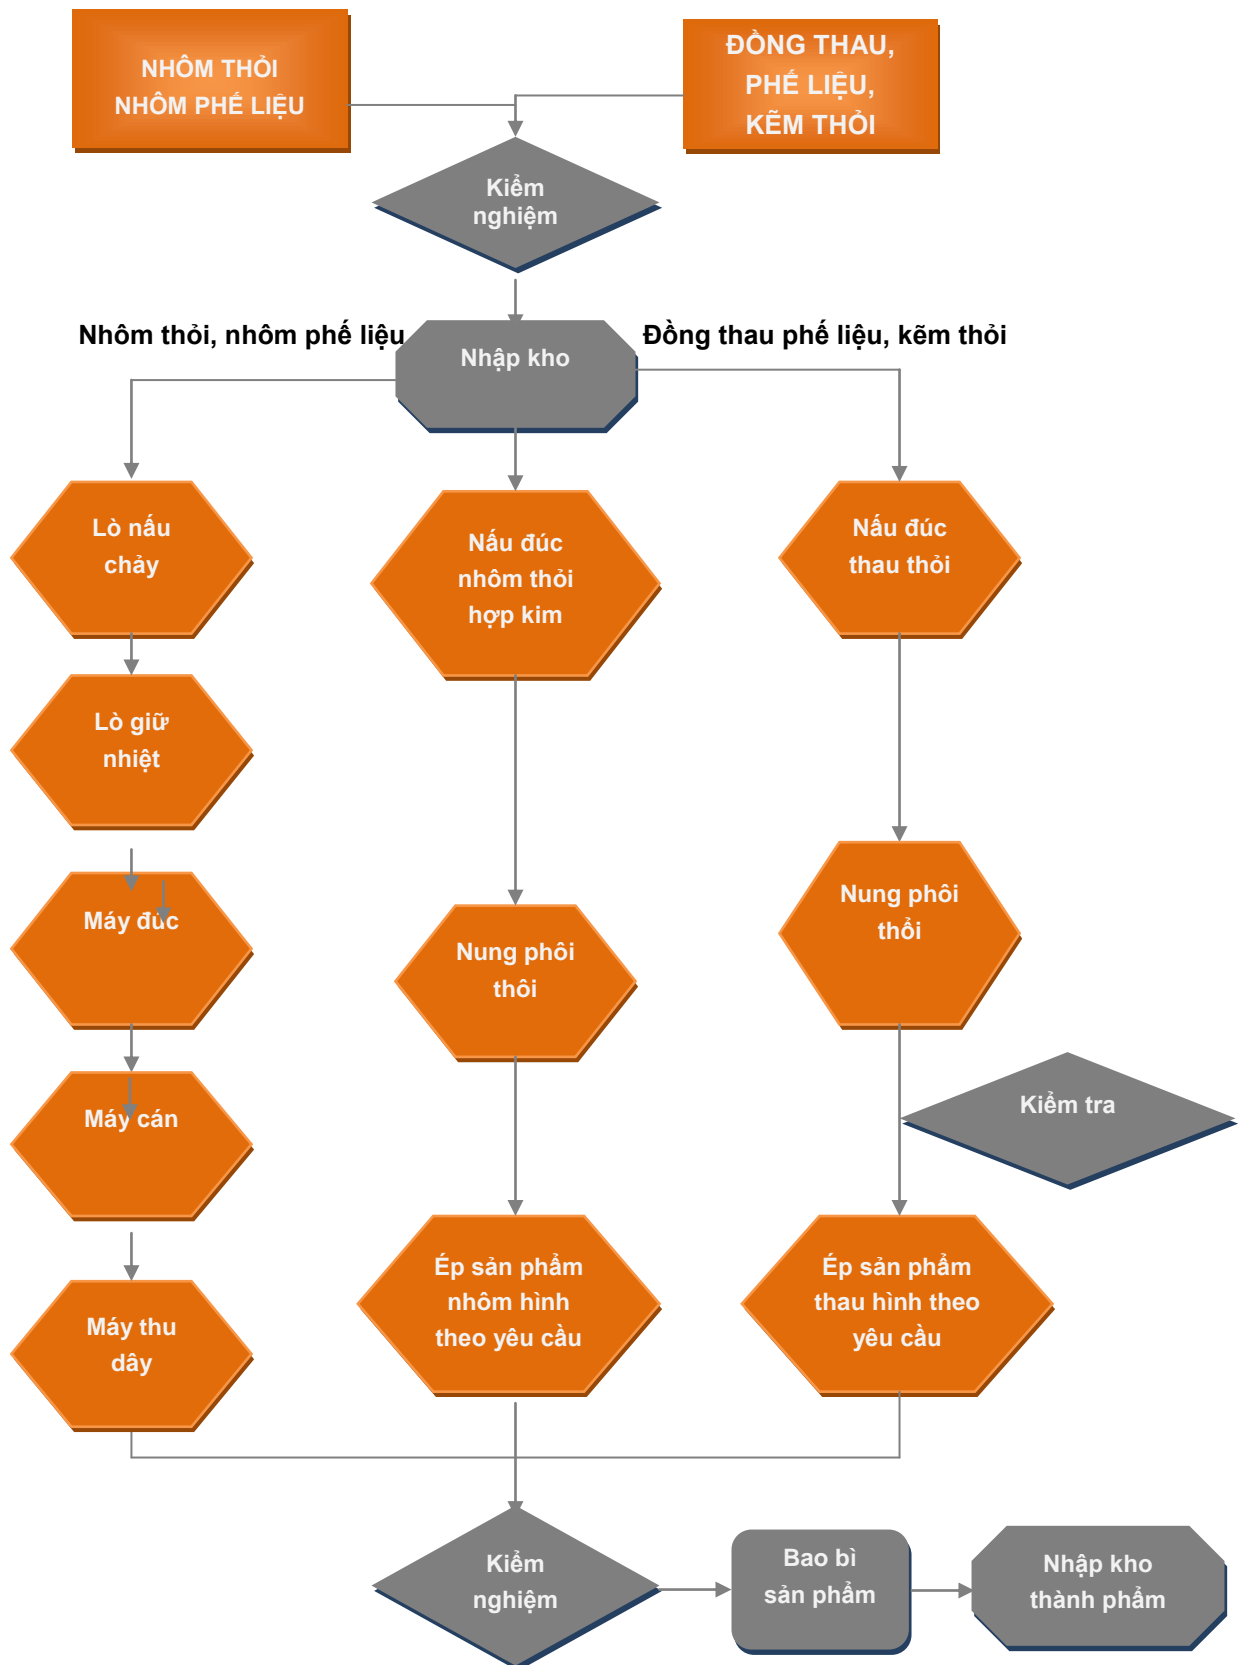 NHÔM THỎI
NHÔM PHẾ LIỆU
ĐỒNG THAU,
PHẾ LIỆU,
KẼM THỎI
Kiểm
nghiệm
Nhôm thỏi, nhôm phế liệu
Nhập kho
Đồng thau phế liệu, kẽm thỏi
Lò nấu
chảy
Nấu đúc
nhôm thỏi
hợp kim
Nấu đúc
thau thỏi
Lò giữ
nhiệt
Máy đúc
Nung phôi
thôi
Nung phôi
thổi
Máy cán
Kiểm tra
Máy thu
dây
Ép sản phẩm
nhôm hình
theo yêu cầu
Ép sản phẩm
thau hình theo
yêu cầu
Kiểm
nghiệm
Bao bì
sản phẩm
Nhập kho
thành phẩm